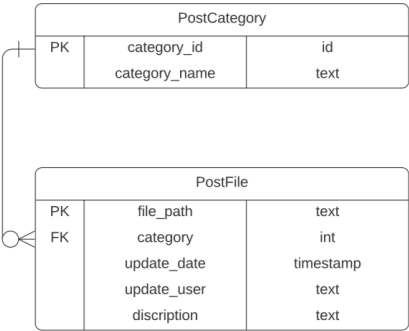 PostCategory
PK category_id id
category_name text
PostFile
PK file_path text
FK category int
update_date timestamp
update_user text
discription text